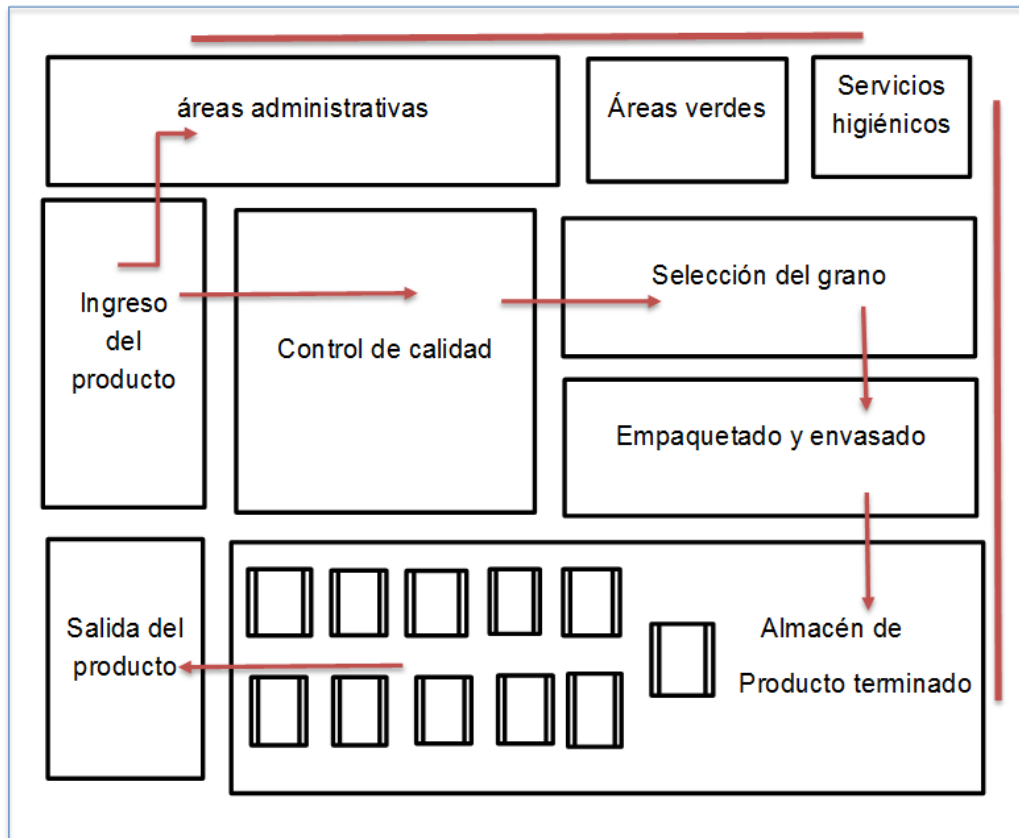 áreas administrativas
Áreas verdes
Servicios
higiénicos
Ingreso
del
producto
Control de calidad
Selección del grano
Empaquetado y envasado
Salida del
producto
Almacén de
Producto terminado